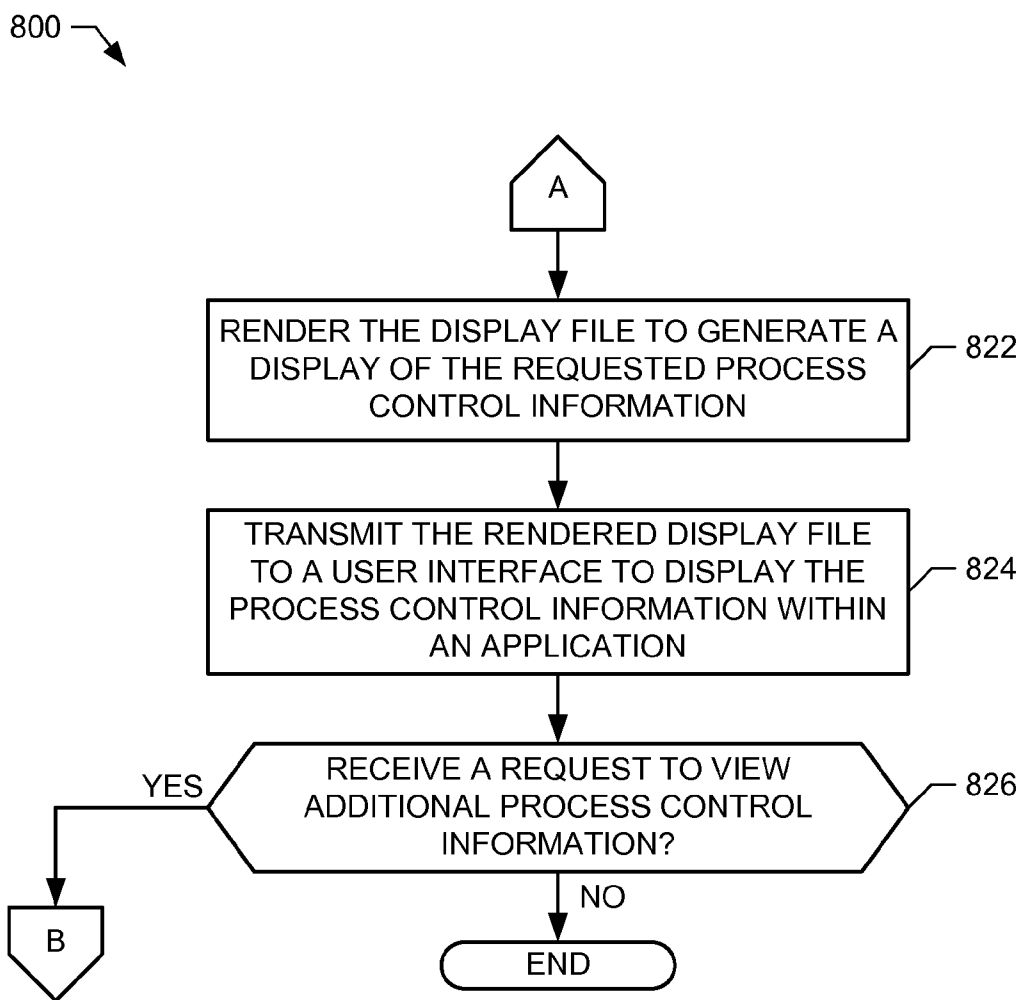 800
A
RENDER THE DISPLAY FILE TO GENERATE A
DISPLAY OF THE REQUESTED PROCESS
CONTROL INFORMATION
822
TRANSMIT THE RENDERED DISPLAY FILE
TO A USER INTERFACE TO DISPLAY THE
PROCESS CONTROL INFORMATION WITHIN
AN APPLICATION
824
RECEIVE A REQUEST TO VIEW
ADDITIONAL PROCESS CONTROL
INFORMATION?
826
YES
NO
B
END